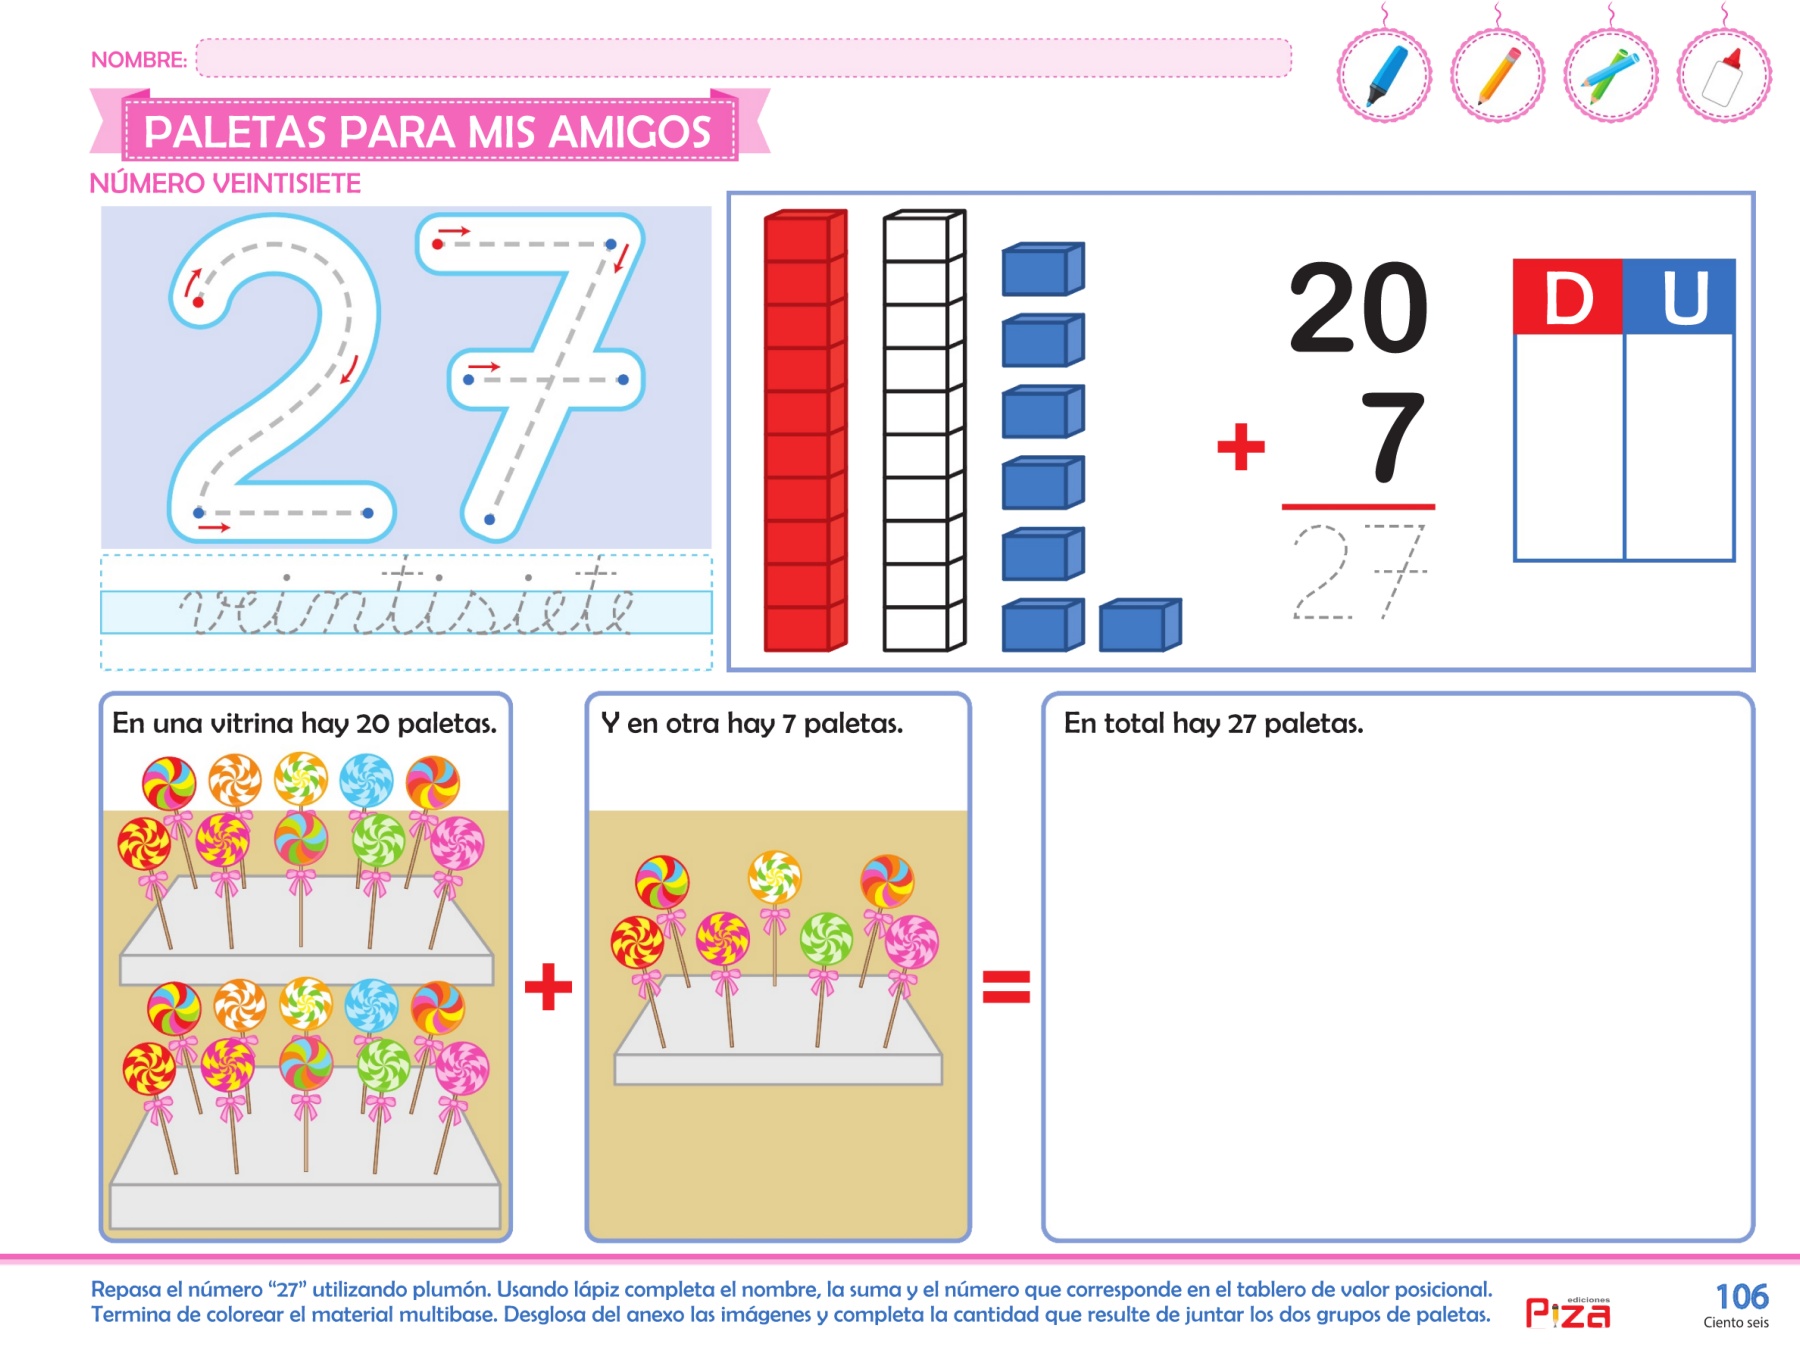 NOMBRE:
PALETAS PARA MIS AMIGOS
NÚMERO VEINTISIETE
27
veintisiete
20
+ 7
27
D U
En una vitrina hay 20 paletas.
+
Y en otra hay 7 paletas.
=
En total hay 27 paletas.
Repasa el número “27” utilizando plumón. Usando lápiz completa el nombre, la suma y el número que corresponde en el tablero de valor posicional.
Termina de colorear el material multibase. Desglosa del anexo las imágenes y completa la cantidad que resulte de juntar los dos grupos de paletas.
ediciones
Piza
106
Ciento seis